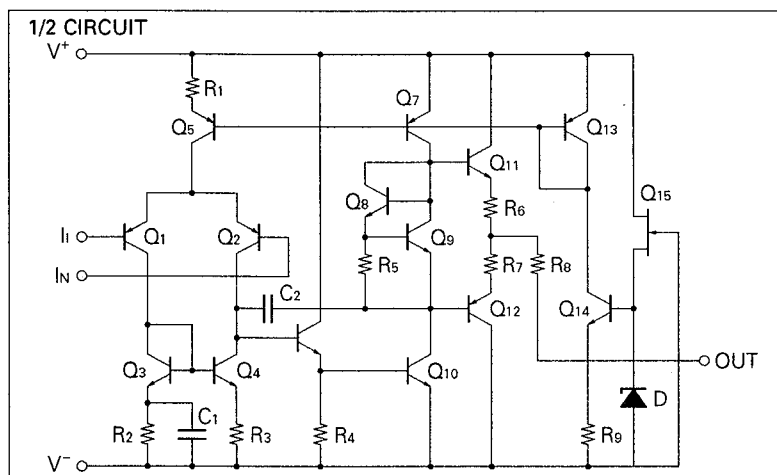 1/2 CIRCUIT
V+
R1
Q7
Q5
Q13
Q11
Q15
Q8
R6
II
Q1
Q2
Q9
IN
R5
R7
R8
C2
Q12
Q14
Q3
Q4
Q10
OUT
C1
D
R2
R3
R4
R9
V-